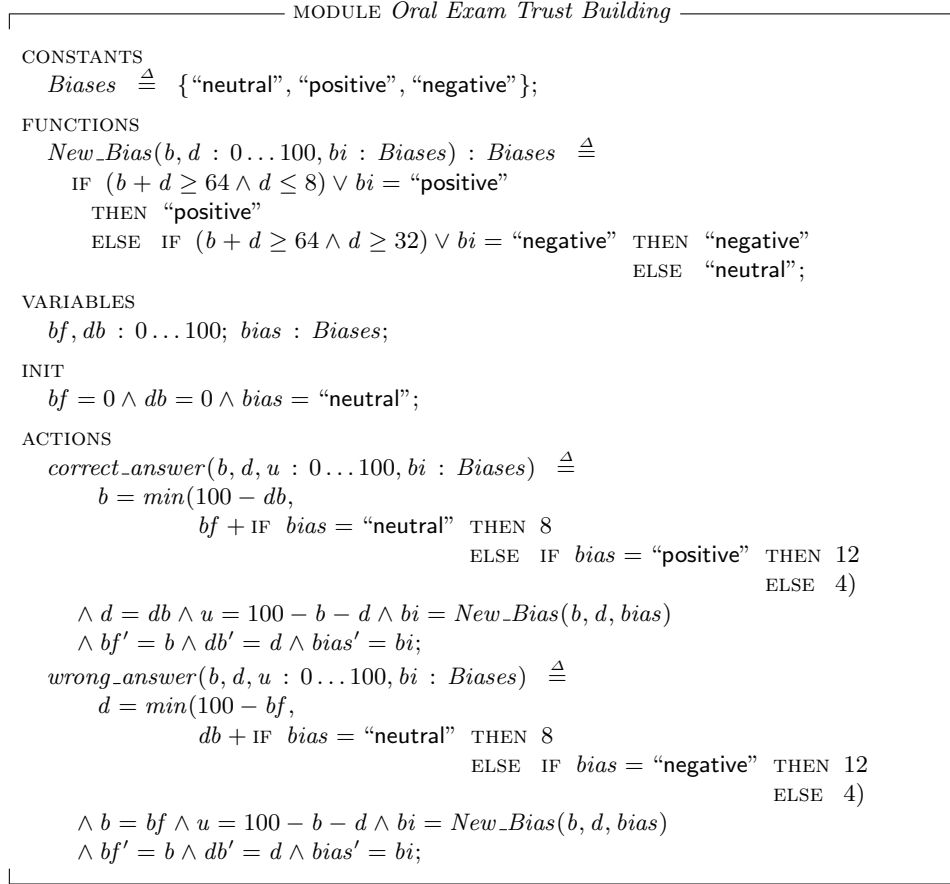 MODULE Oral Exam Trust Building
CONSTANTS
Biases ≜ {“neutral”, “positive”, “negative”};
FUNCTIONS
New_Bias(b, d : 0 . . . 100, bi : Biases) : Biases ≜
IF (b + d ≥ 64 ∧ d ≤ 8) ∨ bi = “positive”
THEN “positive”
ELSE IF (b + d ≥ 64 ∧ d ≥ 32) ∨ bi = “negative” THEN “negative”
ELSE “neutral”;
VARIABLES
bf, db : 0 . . . 100; bias : Biases;
INIT
bf = 0 ∧ db = 0 ∧ bias = “neutral”;
ACTIONS
correct_answer(b, d, u : 0 . . . 100, bi : Biases) ≜
b = min(100 − db,
bf + IF bias = “neutral” THEN 8
ELSE IF bias = “positive” THEN 12
ELSE 4)
∧ d = db ∧ u = 100 − b − d ∧ bi = New_Bias(b, d, bias)
∧ bf′ = b ∧ db′ = d ∧ bias′ = bi;
wrong_answer(b, d, u : 0 . . . 100, bi : Biases) ≜
d = min(100 − bf,
db + IF bias = “neutral” THEN 8
ELSE IF bias = “negative” THEN 12
ELSE 4)
∧ b = bf ∧ u = 100 − b − d ∧ bi = New_Bias(b, d, bias)
∧ bf′ = b ∧ db′ = d ∧ bias′ = bi;